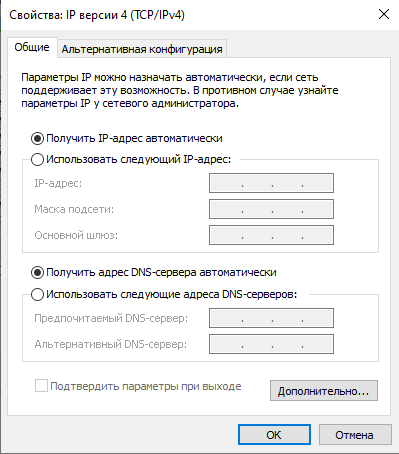 Свойства: IP версии 4 (TCP/IPv4)
Общие
Альтернативная конфигурация
Параметры IP можно назначать автоматически, если сеть
поддерживает эту возможность. В противном случае узнайте
параметры IP у сетевого администратора.
Получить IP-адрес автоматически
Использовать следующий IP-адрес:
IP-адрес:
Маска подсети:
Основной шлюз:
Получить адрес DNS-сервера автоматически
Использовать следующие адреса DNS-серверов:
Предпочитаемый DNS-сервер:
Альтернативный DNS-сервер:
Подтвердить параметры при выходе
Дополнительно...
ОК
Отмена